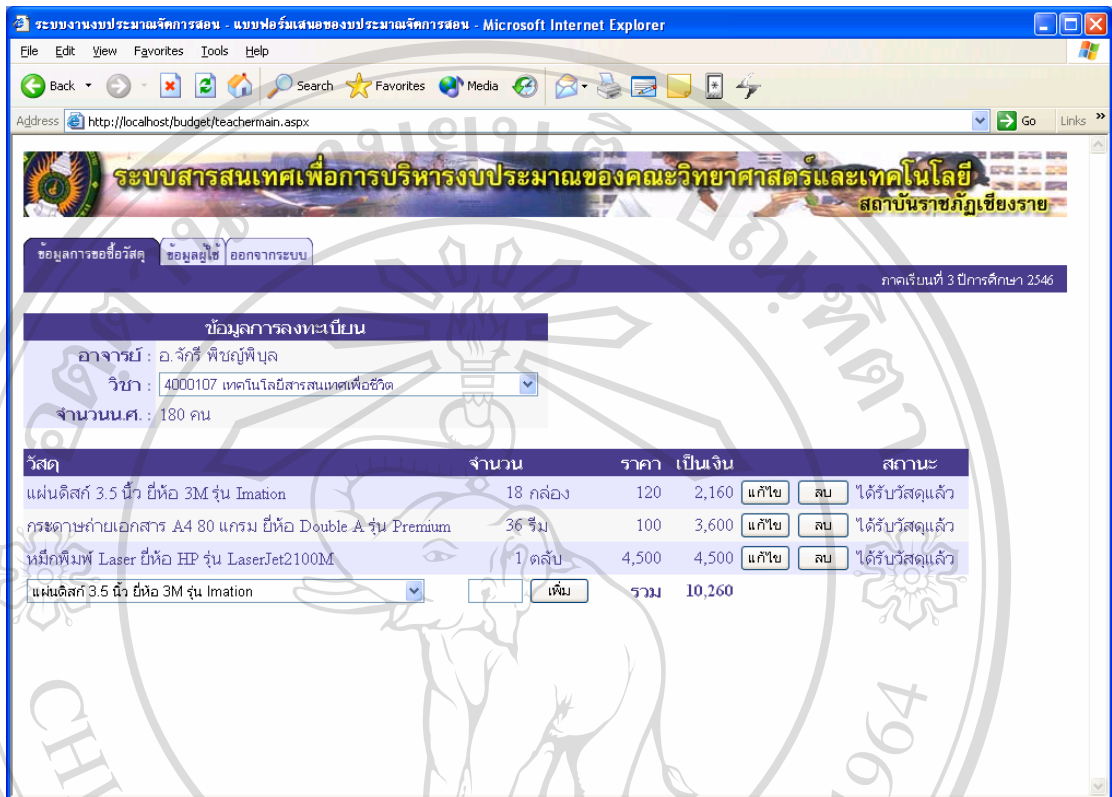 ระบบงานงบประมาณจัดการสอน - แบบฟอร์มเสนอของบประมาณจัดการสอน - Microsoft Internet Explorer
File Edit View Favorites Tools Help
Back Search Favorites Media
Address http://localhost/budget/teachermain.aspx Go Links »
ระบบสารสนเทศเพื่อการบริหารงบประมาณของคณะวิทยาศาสตร์และเทคโนโลยี
สถาบันราชภัฏเชียงราย
ข้อมูลการขอซื้อวัสดุ ข้อมูลผู้ใช้ ออกจากระบบ
ภาคเรียนที่ 3 ปีการศึกษา 2546
ข้อมูลการลงทะเบียน
อาจารย์ : อ.จักรี พิชญ์พิบุล
วิชา : 4000107 เทคโนโลยีสารสนเทศเพื่อชีวิต
จำนวนน.ศ. : 180 คน
วัสดุ จำนวน ราคา เป็นเงิน สถานะ
แผ่นดิสก์ 3.5 นิ้ว ยี่ห้อ 3M รุ่น Imation 18 กล่อง 120 2,160 แก้ไข ลบ ได้รับวัสดุแล้ว
กระดาษถ่ายเอกสาร A4 80 แกรม ยี่ห้อ Double A รุ่น Premium 36 รีม 100 3,600 แก้ไข ลบ ได้รับวัสดุแล้ว
หมึกพิมพ์ Laser ยี่ห้อ HP รุ่น LaserJet2100M 1 ตลับ 4,500 4,500 แก้ไข ลบ ได้รับวัสดุแล้ว
แผ่นดิสก์ 3.5 นิ้ว ยี่ห้อ 3M รุ่น Imation เพิ่ม รวม 10,260
CHI
1964